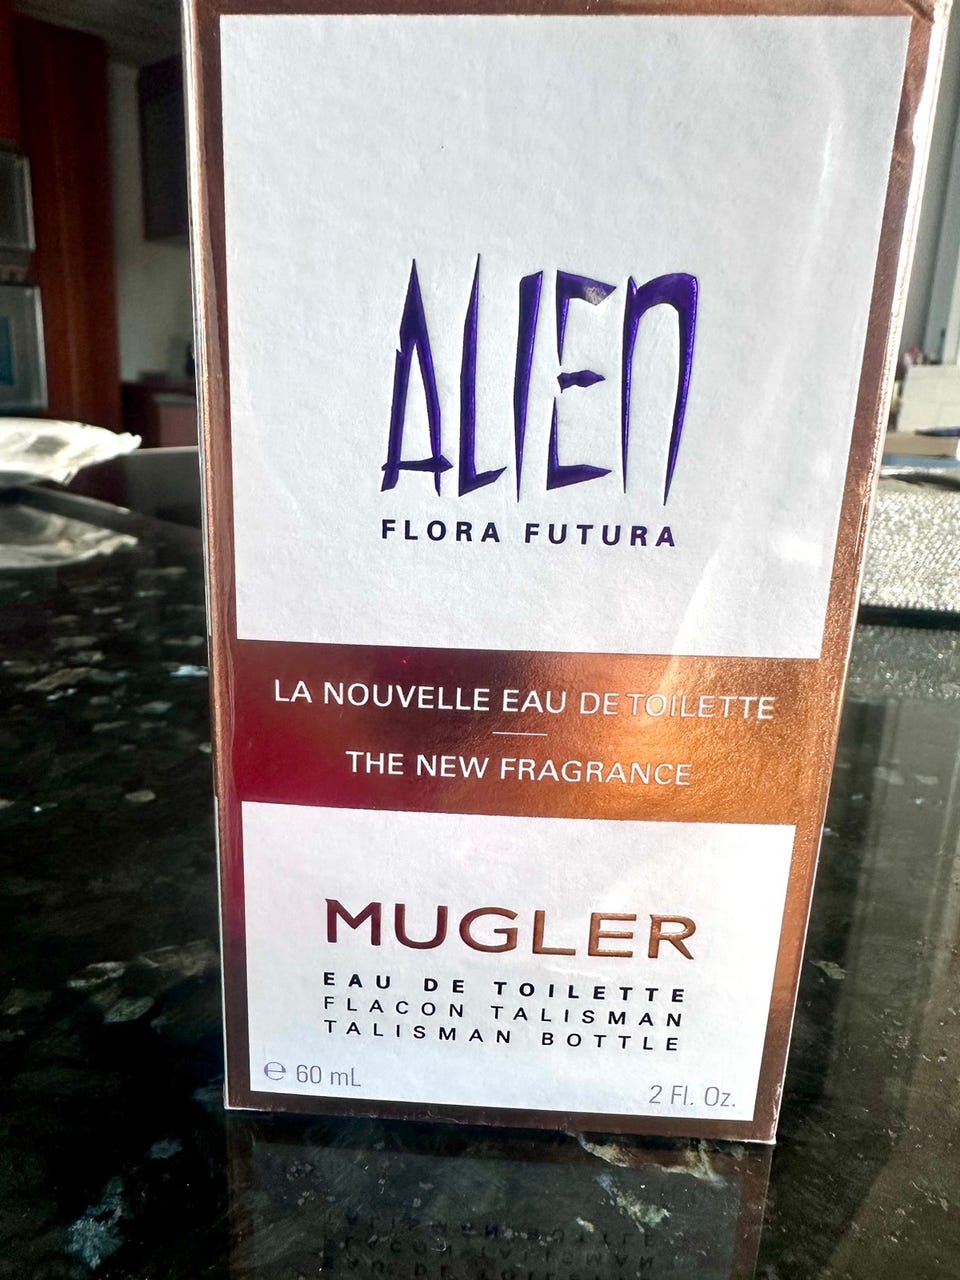 ALIEN
FLORA FUTURA
LA NOUVELLE EAU DE TOILETTE
THE NEW FRAGRANCE
MUGLER
EAU DE TOILETTE
FLACON TALISMAN
TALISMAN BOTTLE
℮ 60 mL
2 Fl. Oz.